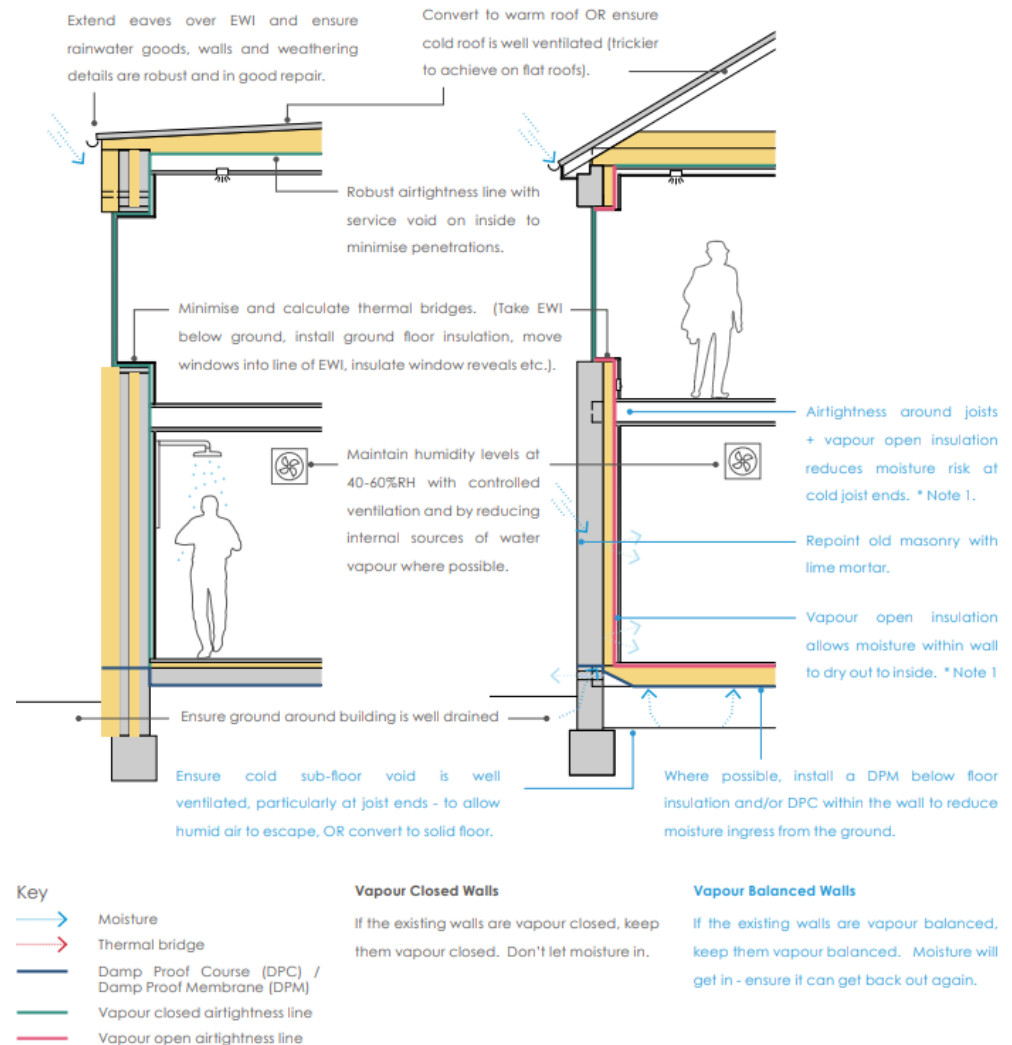 Extend eaves over EWI and ensure
rainwater goods, walls and weathering
details are robust and in good repair.
Convert to warm roof OR ensure
cold roof is well ventilated (trickier
to achieve on flat roofs).
Robust airtightness line with
service void on inside to
minimise penetrations.
Minimise and calculate thermal bridges. (Take EWI
below ground, install ground floor insulation, move
windows into line of EWI, insulate window reveals etc.).
Maintain humidity levels at
40-60%RH with controlled
ventilation and by reducing
internal sources of water
vapour where possible.
Airtightness around joists
+ vapour open insulation
reduces moisture risk at
cold joist ends. * Note 1.
Repoint old masonry with
lime mortar.
Vapour open insulation
allows moisture within wall
to dry out to inside. * Note 1
Ensure ground around building is well drained
Ensure cold sub-floor void is well
ventilated, particularly at joist ends - to allow
humid air to escape, OR convert to solid floor.
Where possible, install a DPM below floor
insulation and/or DPC within the wall to reduce
moisture ingress from the ground.
Key
Moisture
Thermal bridge
Damp Proof Course (DPC) /
Damp Proof Membrane (DPM)
Vapour closed airtightness line
Vapour open airtightness line
Vapour Closed Walls
If the existing walls are vapour closed, keep
them vapour closed. Don't let moisture in.
Vapour Balanced Walls
If the existing walls are vapour balanced,
keep them vapour balanced. Moisture will
get in - ensure it can get back out again.